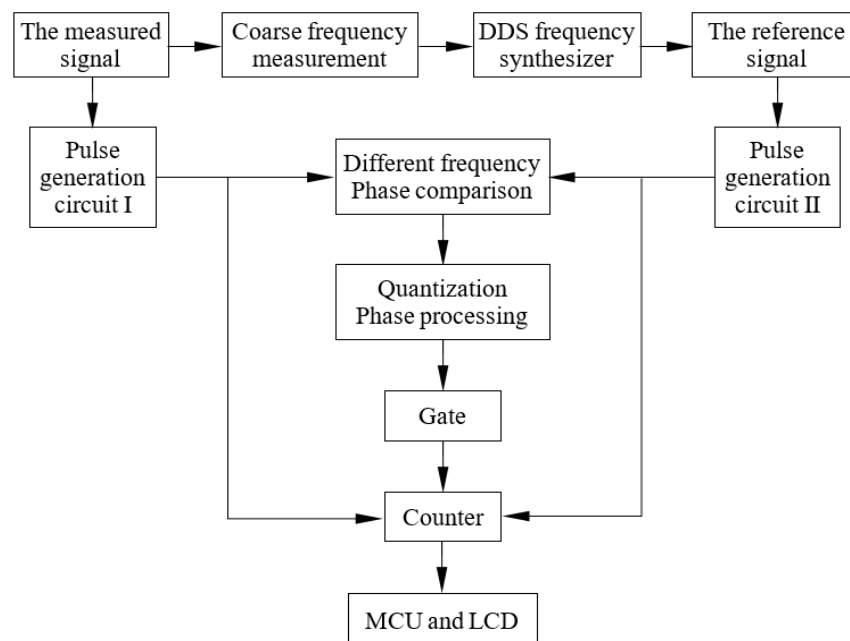 The measured
signal
Coarse frequency
measurement
DDS frequency
synthesizer
The reference
signal
Pulse
generation
circuit I
Different frequency
Phase comparison
Pulse
generation
circuit II
Quantization
Phase processing
Gate
Counter
MCU and LCD